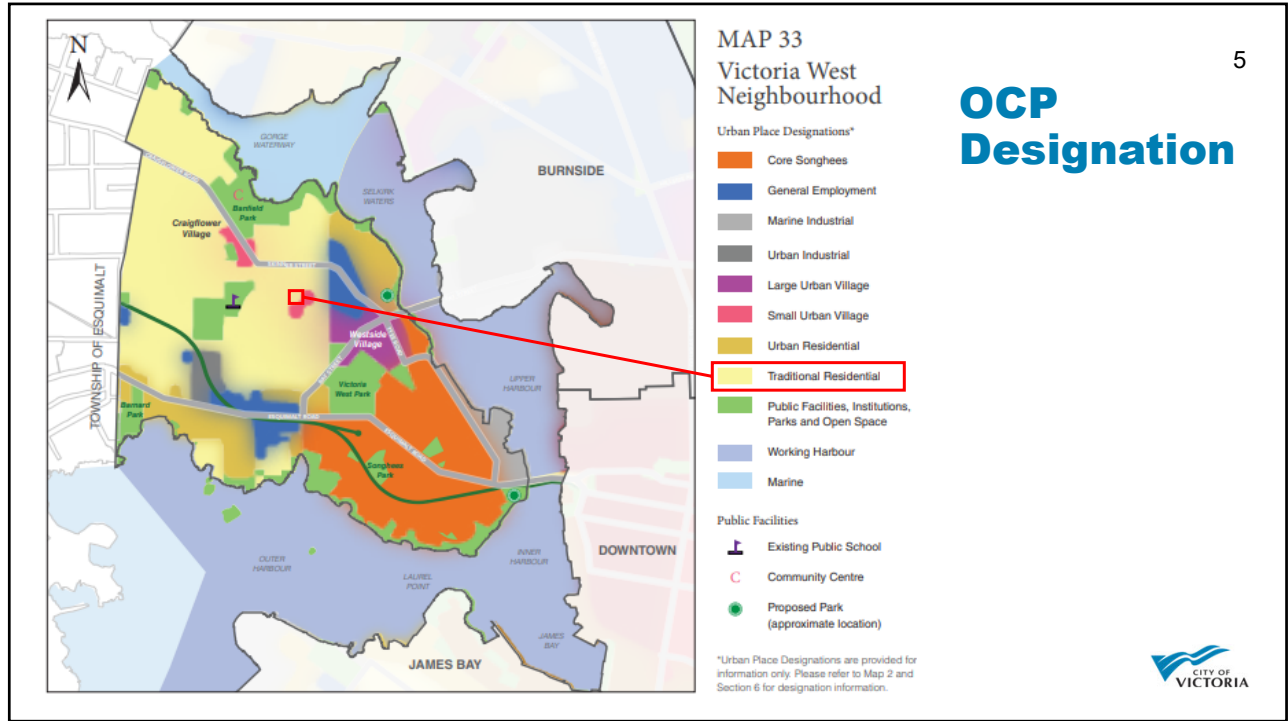 5
OCP
Designation
MAP 33
Victoria West
Neighbourhood
Urban Place Designations*
Core Songhees
General Employment
Marine Industrial
Urban Industrial
Large Urban Village
Small Urban Village
Urban Residential
Traditional Residential
Public Facilities, Institutions,
Parks and Open Space
Working Harbour
Marine
Public Facilities
Existing Public School
C
Community Centre
Proposed Park
(approximate location)
*Urban Place Designations are provided for
information only. Please refer to Map 2 and
Section 6 for designation information.
CITY OF
VICTORIA
N
GORGE
WATERWAY
BURNSIDE
SELKIRK
WATERS
C
Banfield
Park
Craigflower
Village
TOWNSHIP OF ESQUIMALT
Westside
Village
Victoria
West Park
UPPER
HARBOUR
Barnard
Park
ESQUIMALT ROAD
ESQUIMALT ROAD
Songhees
Park
OUTER
HARBOUR
INNER
HARBOUR
DOWNTOWN
LAUREL
POINT
JAMES
BAY
JAMES BAY